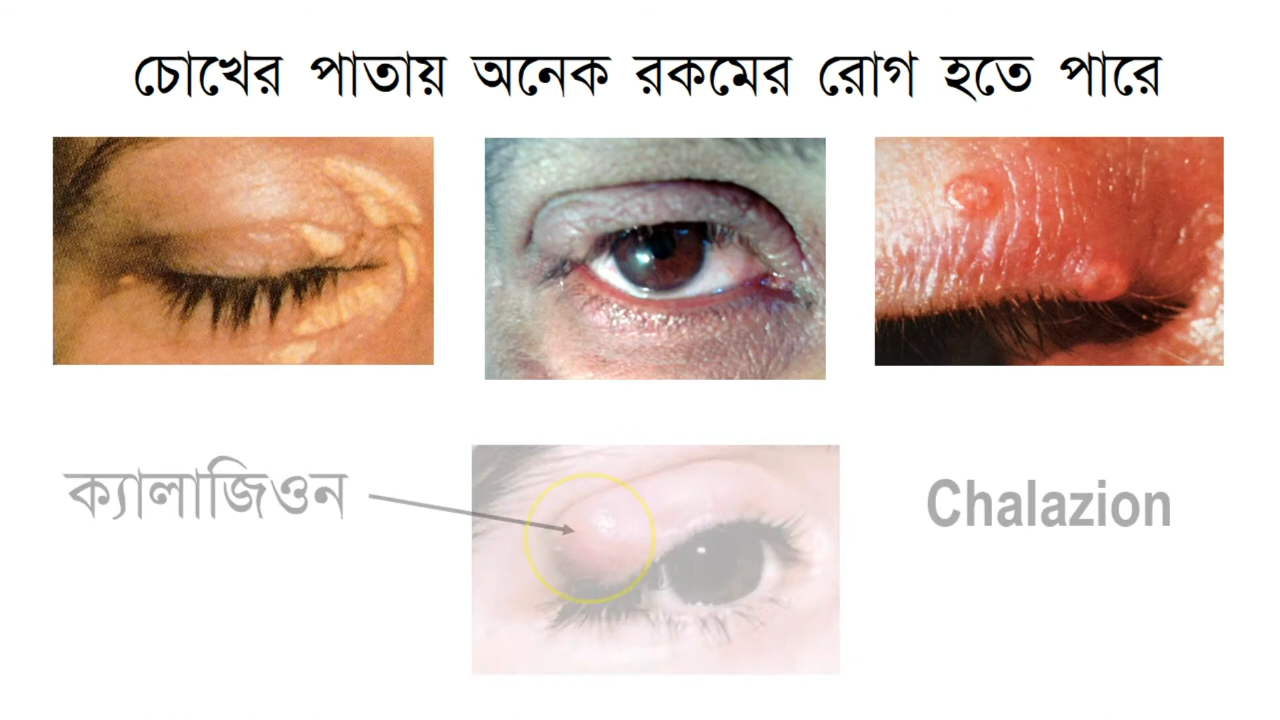 চোখের পাতায় অনেক রকমের রোগ হতে পারে
ক্যালাজিওন
Chalazion